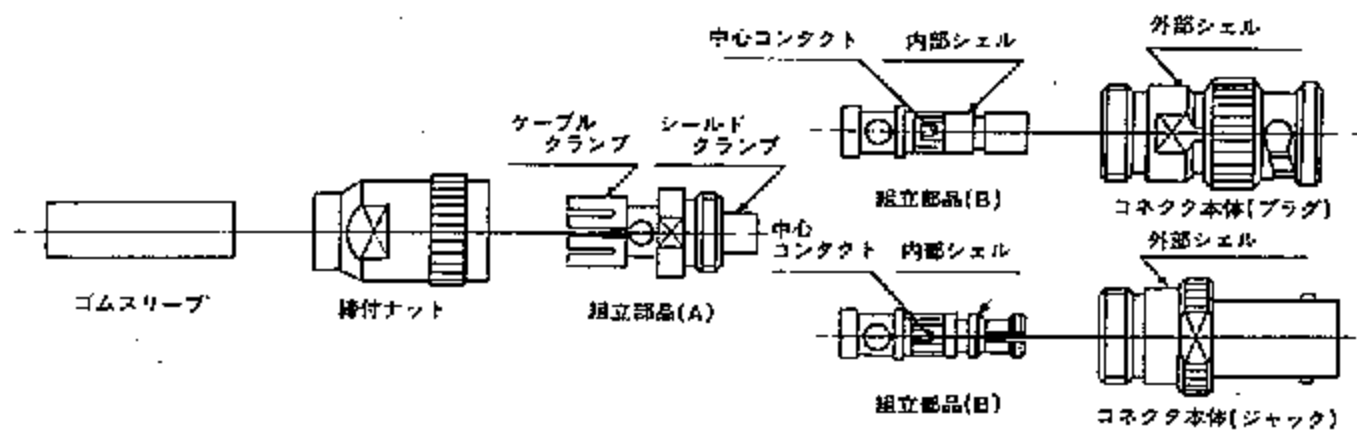 外部シェル
中心コンタクト
内部シェル
ケーブル
クランプ
シールド
クランプ
組立部品(B)
コネクタ本体(プラグ)
中心
コンタクト
内部シェル
外部シェル
ゴムスリーブ
締付ナット
組立部品(A)
組立部品(B)
コネクタ本体(ジャック)